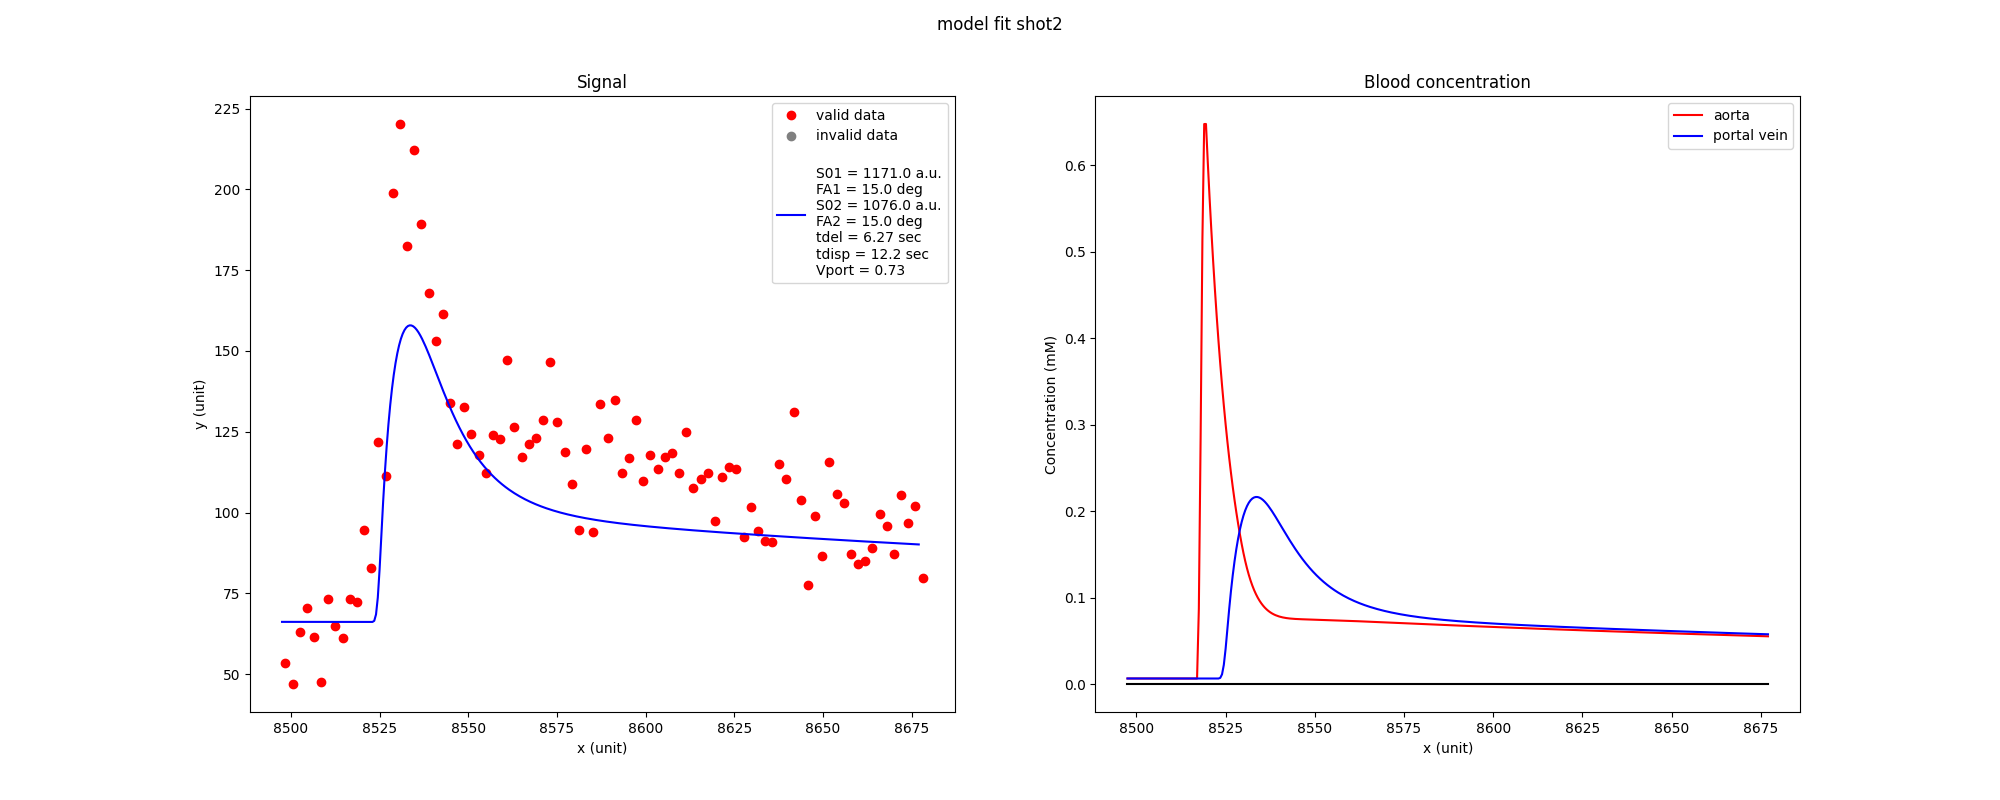 model fit shot2
Signal
y (unit)
225
200
175
150
125
100
75
50
8500
8525
8550
8575
8600
8625
8650
8675
x (unit)
valid data
invalid data
S01 = 1171.0 a.u.
FA1 = 15.0 deg
S02 = 1076.0 a.u.
FA2 = 15.0 deg
tdel = 6.27 sec
tdisp = 12.2 sec
Vport = 0.73
Blood concentration
Concentration (mM)
0.6
0.5
0.4
0.3
0.2
0.1
0.0
8500
8525
8550
8575
8600
8625
8650
8675
x (unit)
aorta
portal vein